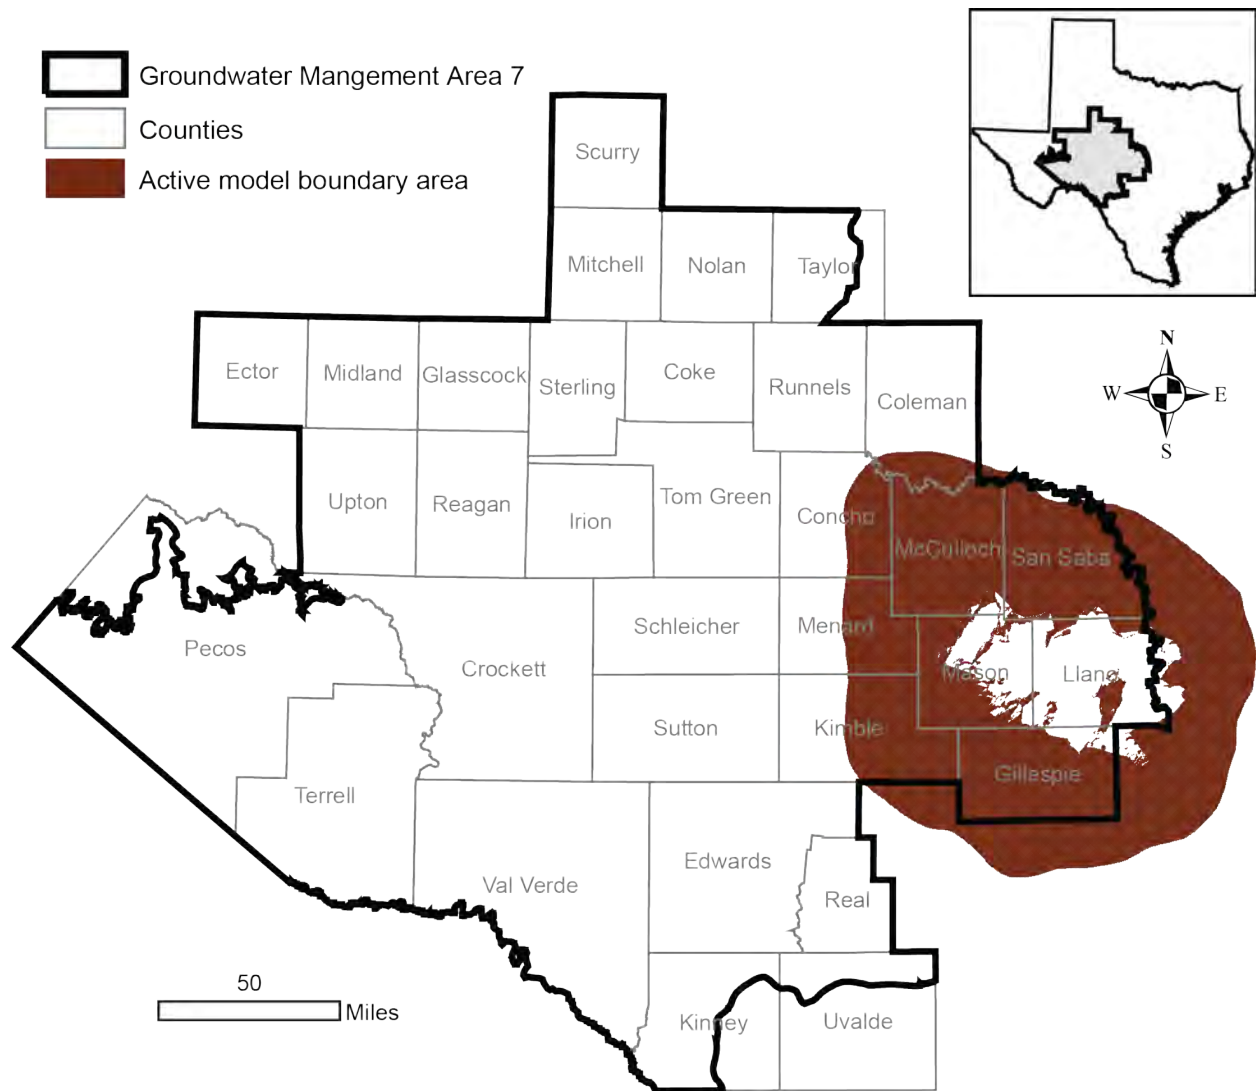 Groundwater Mangement Area 7
Counties
Active model boundary area
Scurry
Mitchell
Nolan
Taylor
Ector
Midland
Glasscock
Sterling
Coke
Runnels
Coleman
N
W
E
S
Upton
Reagan
Irion
Tom Green
Concho
McCulloch
San Saba
Pecos
Crockett
Schleicher
Menard
Mason
Llano
Sutton
Kimble
Gillespie
Terrell
Edwards
Val Verde
Real
50
Miles
Kinney
Uvalde